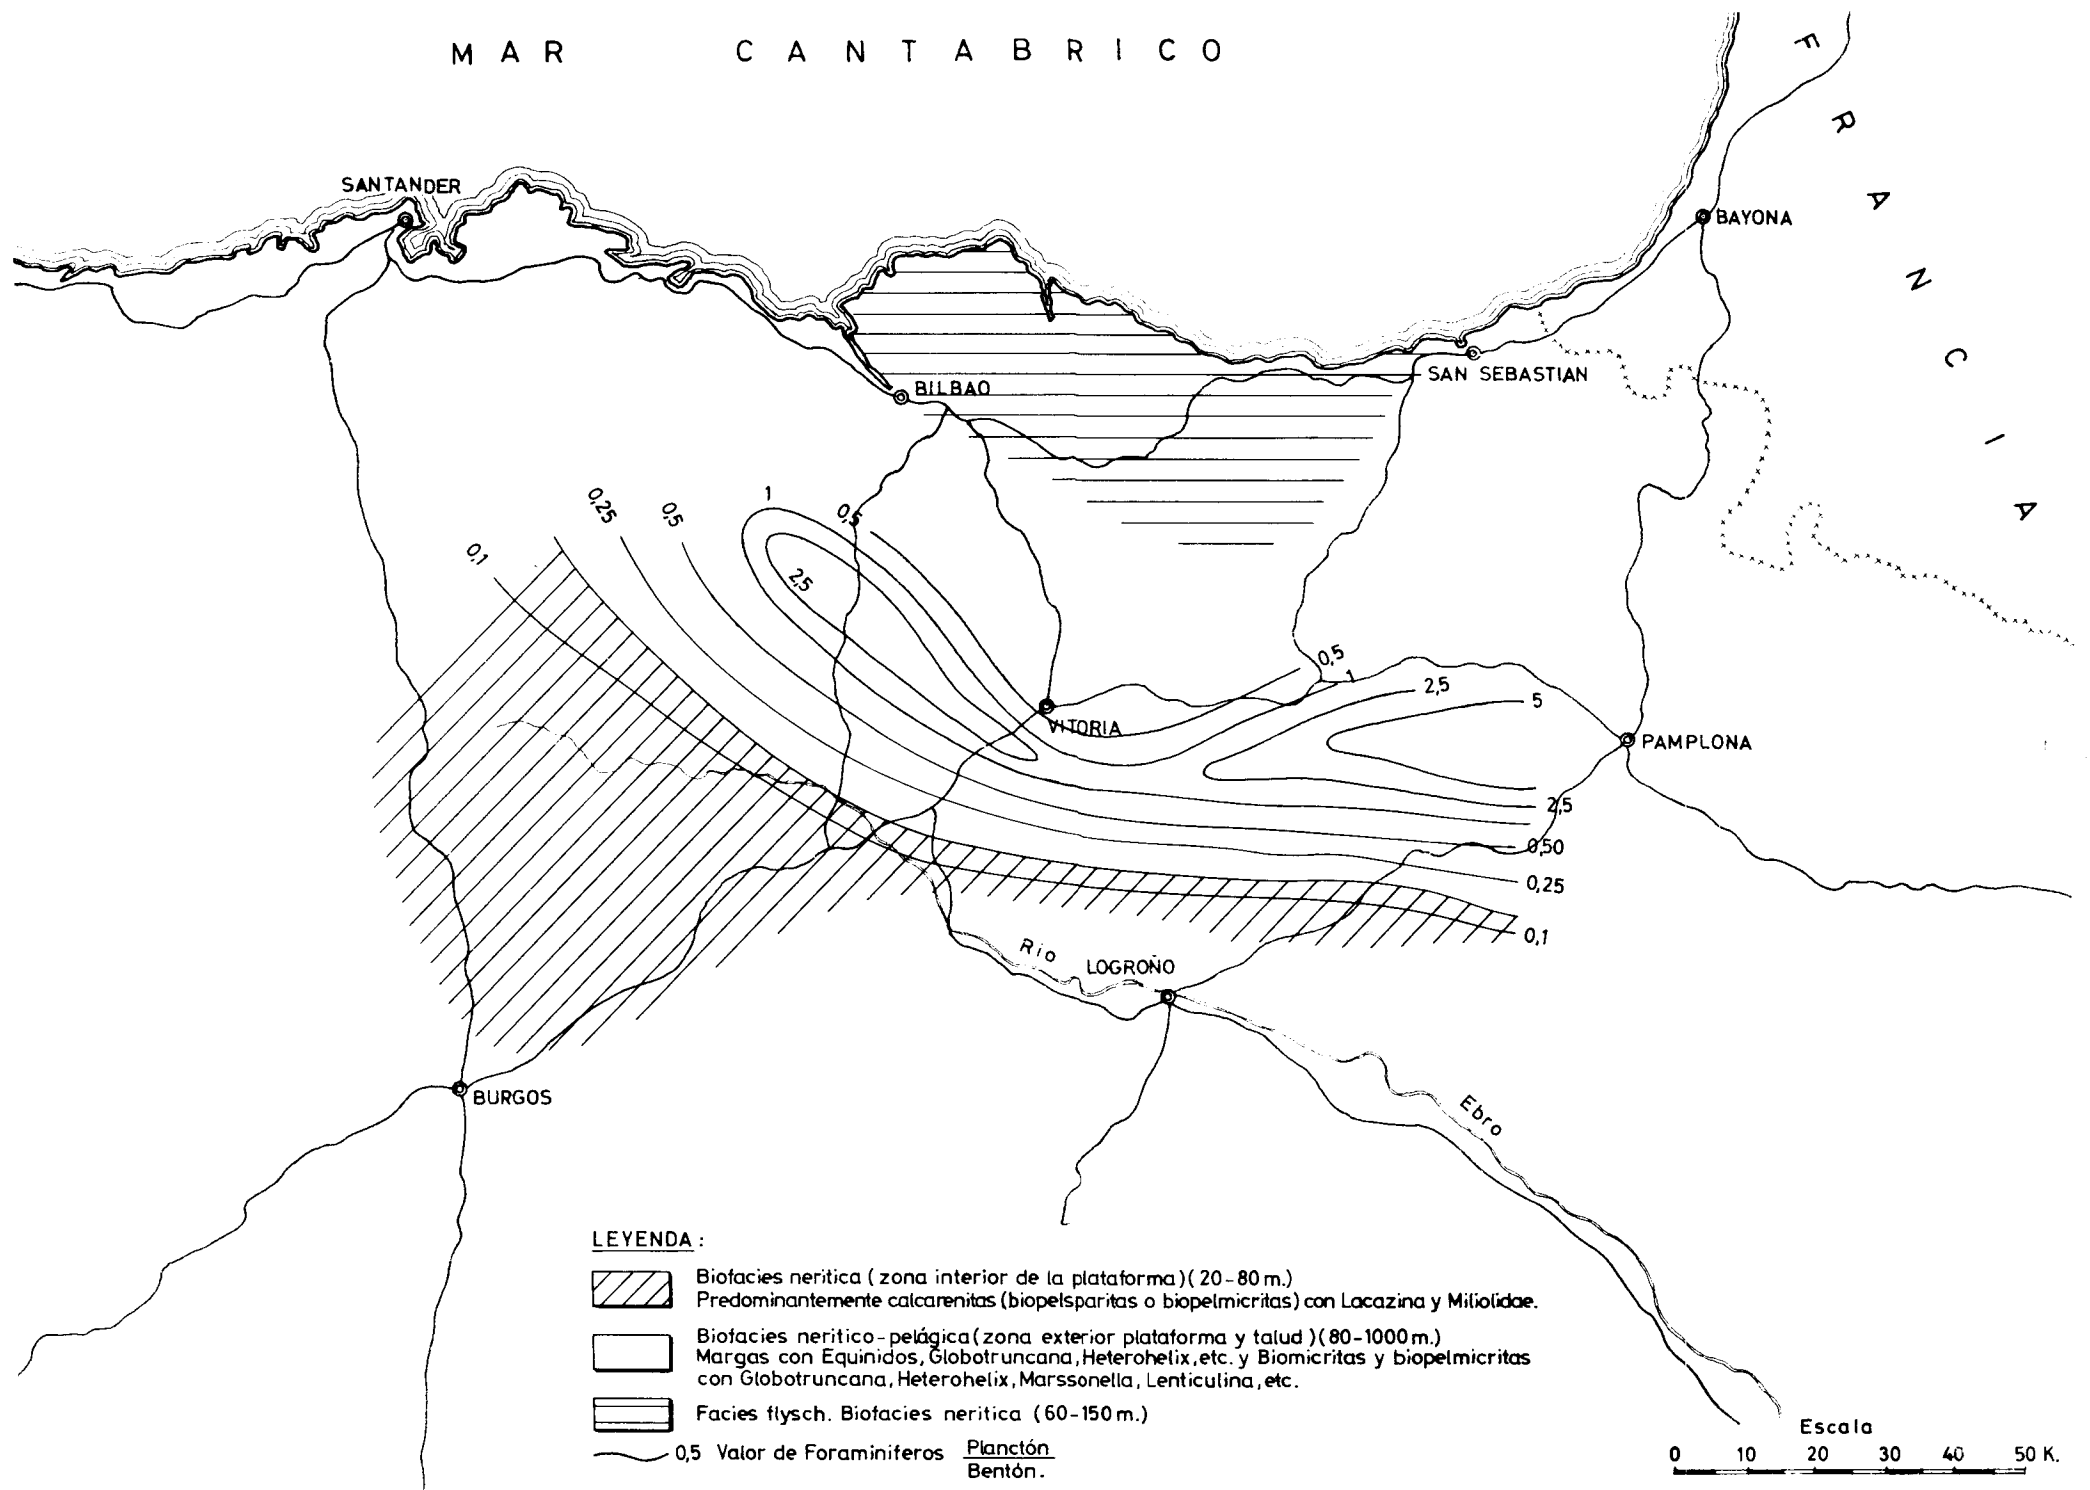 MAR CANTABRICO
FRANCIA
SANTANDER
BAYONA
BILBAO
SAN SEBASTIAN
0,1
0,25
0,5
1
0,5
2,5
VITORIA
0,5
1
2,5
5
PAMPLONA
2,5
0,50
0,25
0,1
Rio
LOGROÑO
BURGOS
Ebro
LEYENDA :
Biofacies neritica (zona interior de la plataforma) (20-80 m.)
Predominantemente calcarenitas (biopelsparitas o biopelmicritas) con Lacazina y Miliolidae.
Biofacies neritico-pelágica (zona exterior plataforma y talud) (80-1000 m.)
Margas con Equinidos, Globotruncana, Heterohelix, etc. y Biomicritas y biopelmicritas
con Globotruncana, Heterohelix, Marssonella, Lenticulina, etc.
Facies flysch. Biofacies neritica (60-150 m.)
0,5 Valor de Foraminiferos Planctón
Bentón.
Escala
0 10 20 30 40 50 K.